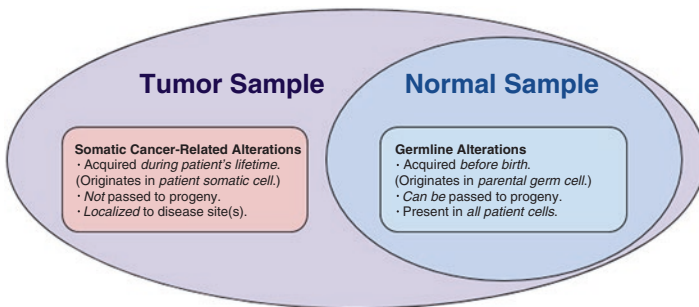 Tumor Sample
Normal Sample
Somatic Cancer-Related Alterations
· Acquired during patient's lifetime.
(Originates in patient somatic cell.)
· Not passed to progeny.
· Localized to disease site(s).
Germline Alterations
· Acquired before birth.
(Originates in parental germ cell.)
· Can be passed to progeny.
· Present in all patient cells.